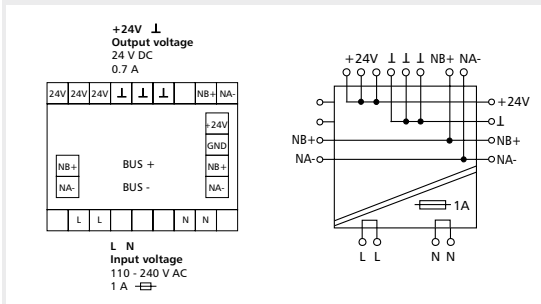 +24V ⊥
Output voltage
24 V DC
0.7 A
24V 24V 24V ⊥ ⊥ ⊥ NB+ NA-
+24V
GND
NB+ BUS + NB+
NA- BUS - NA-
L L N N
L N
Input voltage
110 - 240 V AC
1 A
+24V ⊥ ⊥ ⊥ NB+ NA-
+24V
⊥
NB+ NB+
NA- NA-
1A
L L N N